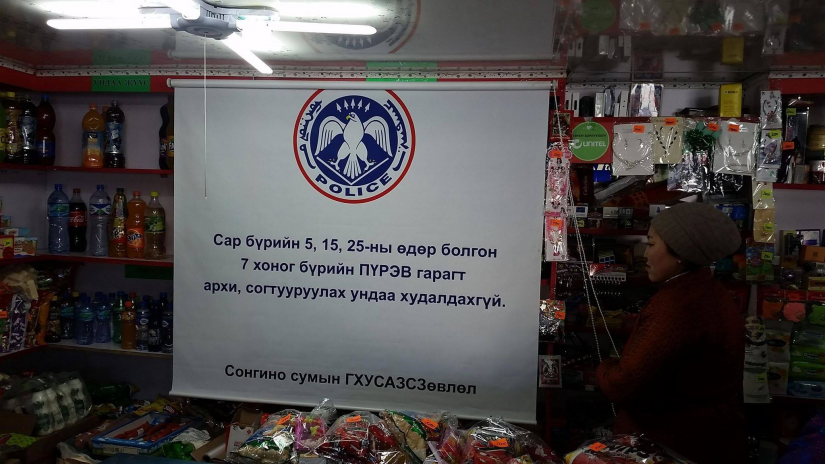 POLICE
Сар бүрийн 5, 15, 25-ны өдөр болгон
7 хоног бүрийн ПҮРЭВ гарагт
архи, согтууруулах ундаа худалдахгүй.
Сонгино сумын ГХУСАЗСЗөвлөл
UNITEL